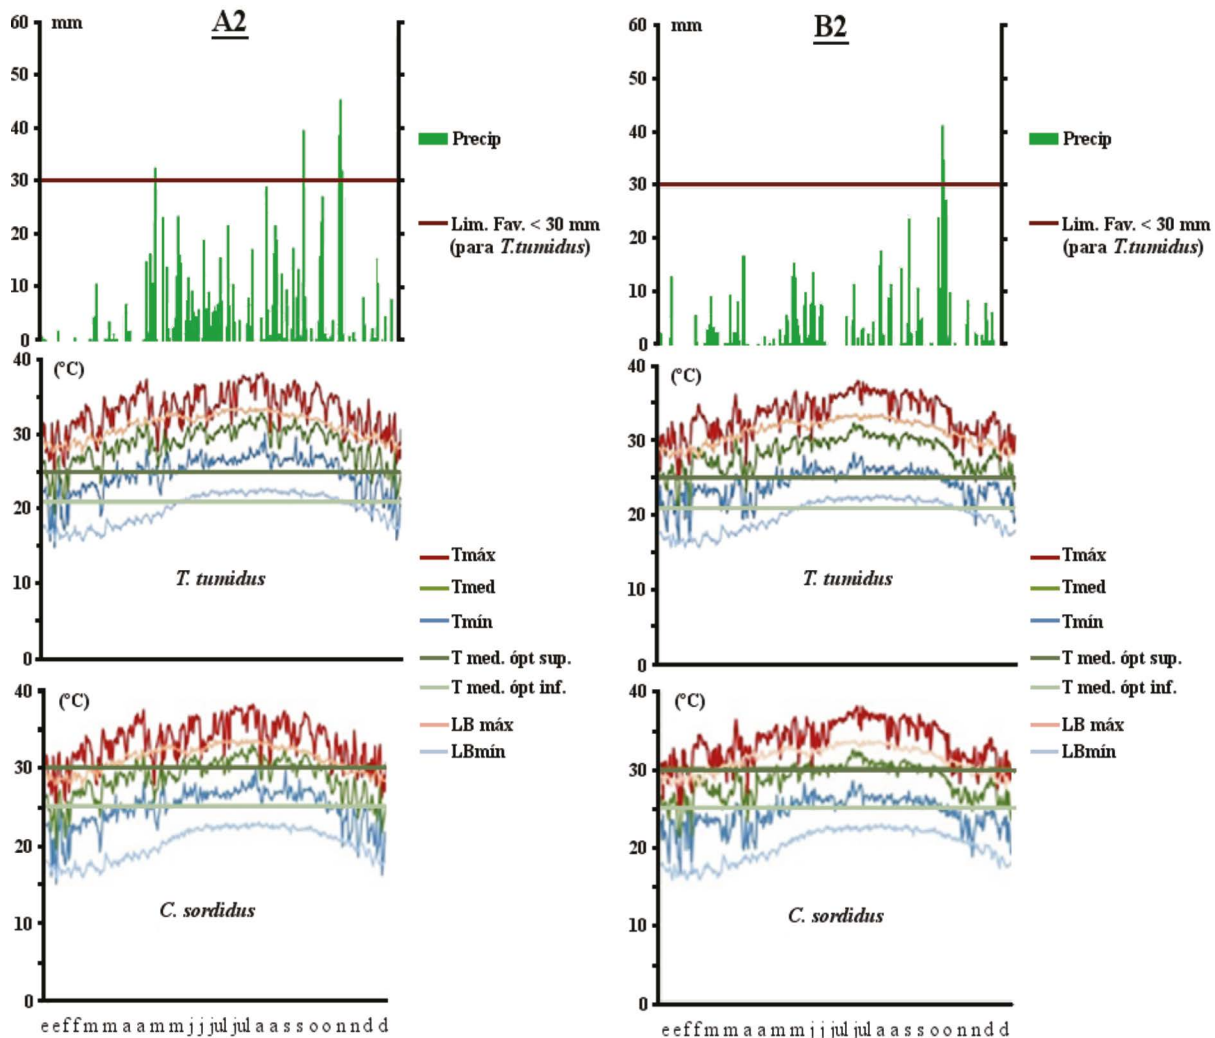 A2
mm
60
50
40
30
20
10
0
Precip
Lim. Fav. < 30 mm
(para T.tumidus)
B2
mm
60
50
40
30
20
10
0
Precip
Lim. Fav. < 30 mm
(para T.tumidus)
(°C)
40
30
20
10
0
T. tumidus
(°C)
40
30
20
10
0
T. tumidus
Tmáx
Tmed
Tmín
T med. ópt sup.
T med. ópt inf.
LB máx
LBmín
Tmáx
Tmed
Tmín
T med. ópt sup.
T med. ópt inf.
LB máx
LBmín
(°C)
40
30
20
10
0
C. sordidus
e e f f m m a a m m j j jul jul a a s s o o n n d d
(°C)
40
30
20
10
0
C. sordidus
e e f f m m a a m m j j jul jul a a s s o o n n d d